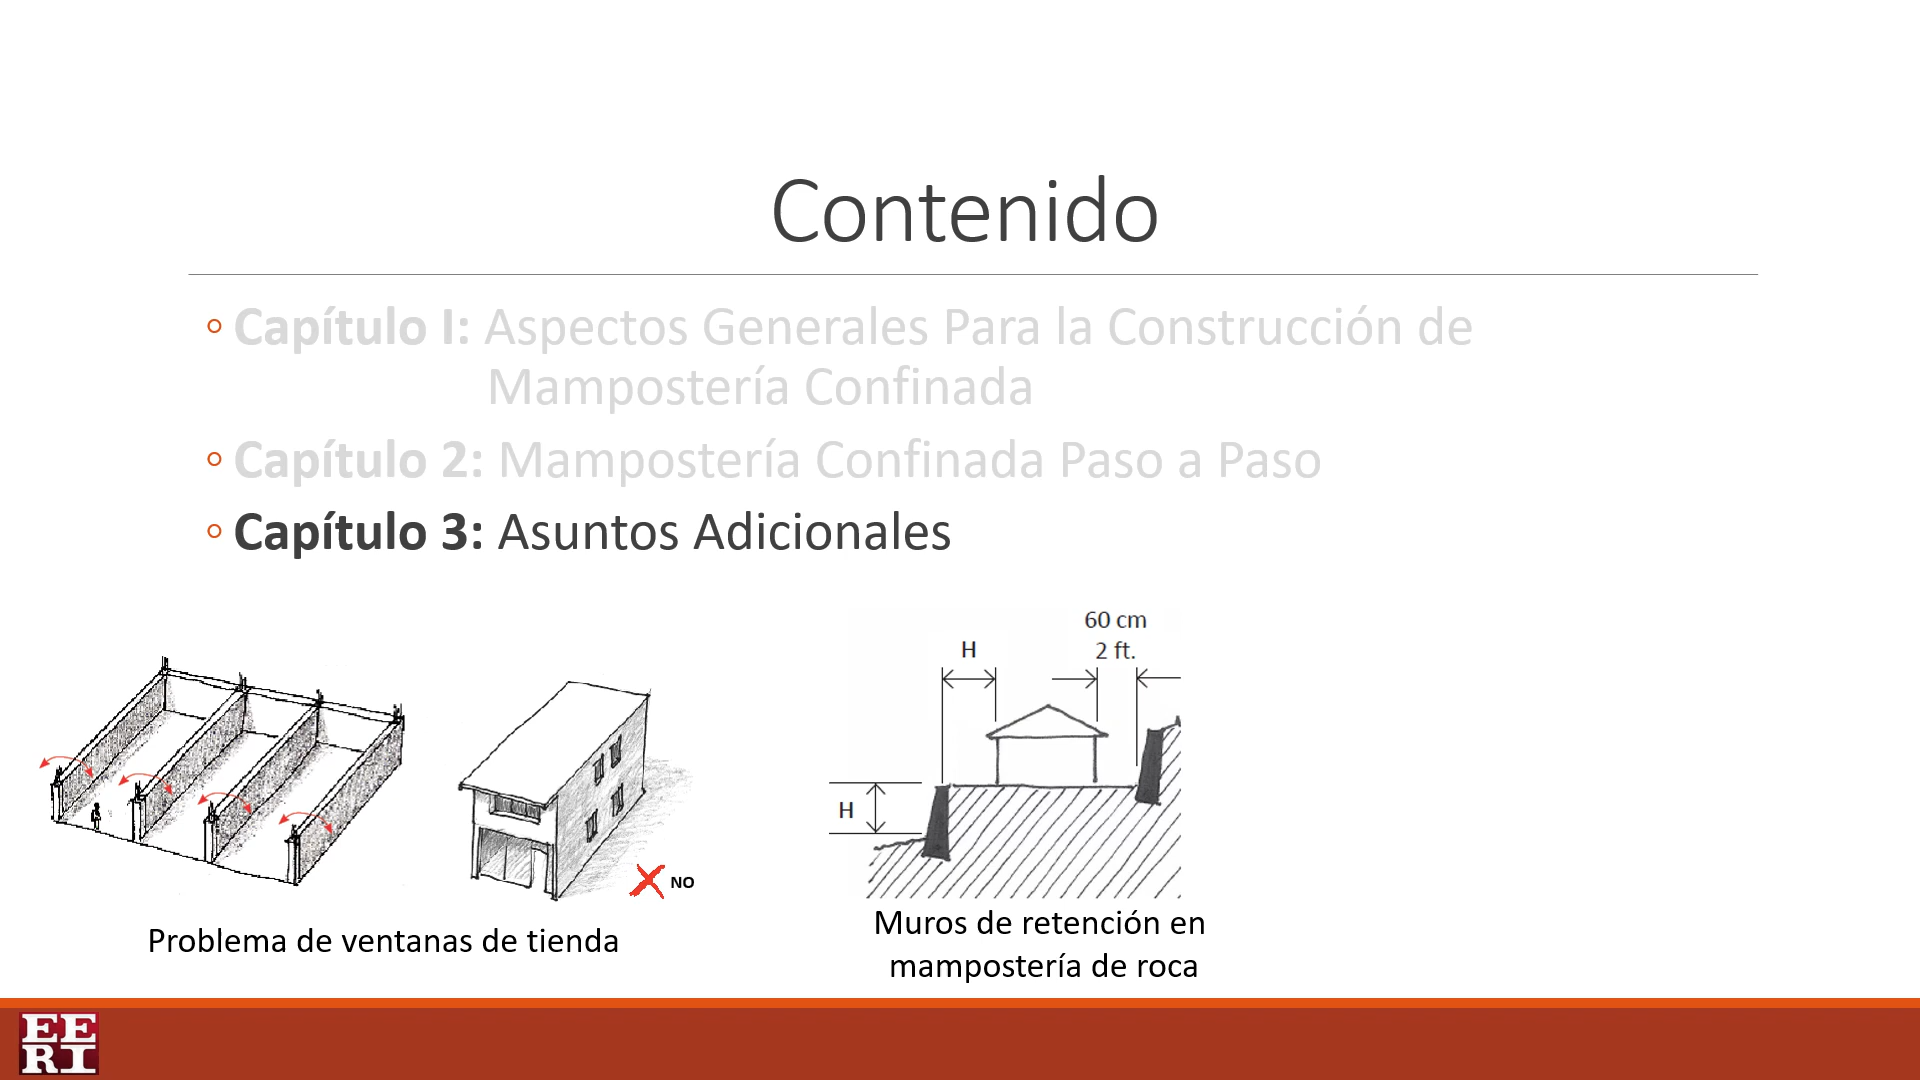 Contenido
Capítulo I: Aspectos Generales Para la Construcción de
Mampostería Confinada
Capítulo 2: Mampostería Confinada Paso a Paso
Capítulo 3: Asuntos Adicionales
60 cm
H
2 ft.
H
NO
Problema de ventanas de tienda
Muros de retención en
mampostería de roca
EE
RI